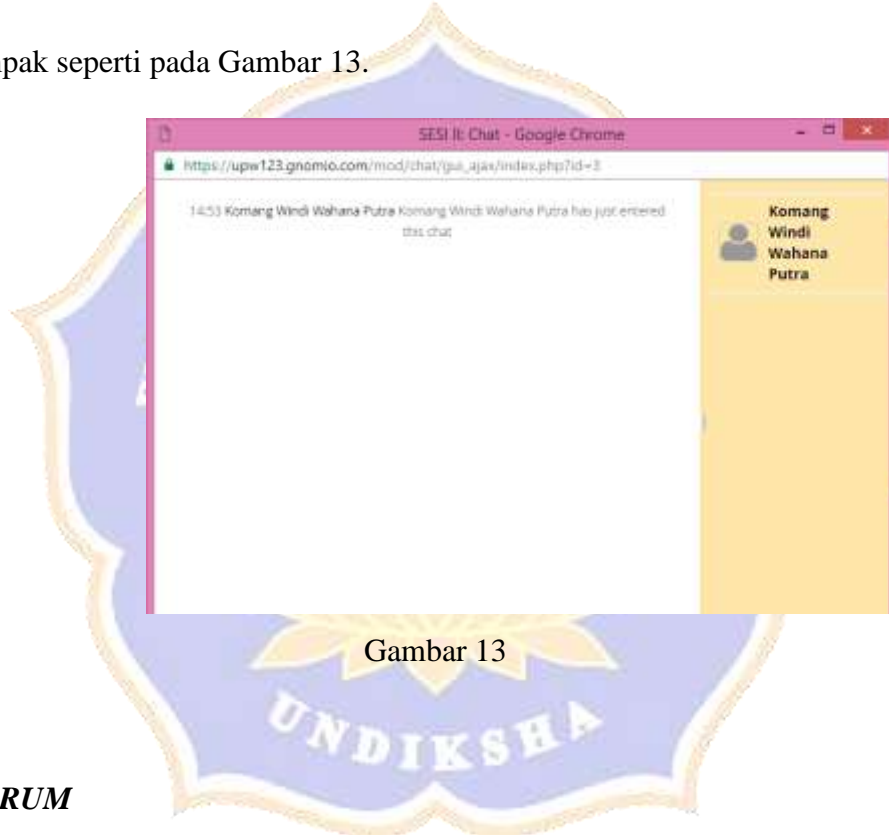 mpak seperti pada Gambar 13.
SESI II: Chat - Google Chrome
https://upw123.gnomio.com/mod/chat/gui_ajax/index.php?id=3
14:53 Komang Windi Wahana Putra Komang Windi Wahana Putra has just entered
this chat
Komang
Windi
Wahana
Putra
Gambar 13
UNDIKSHA
RUM